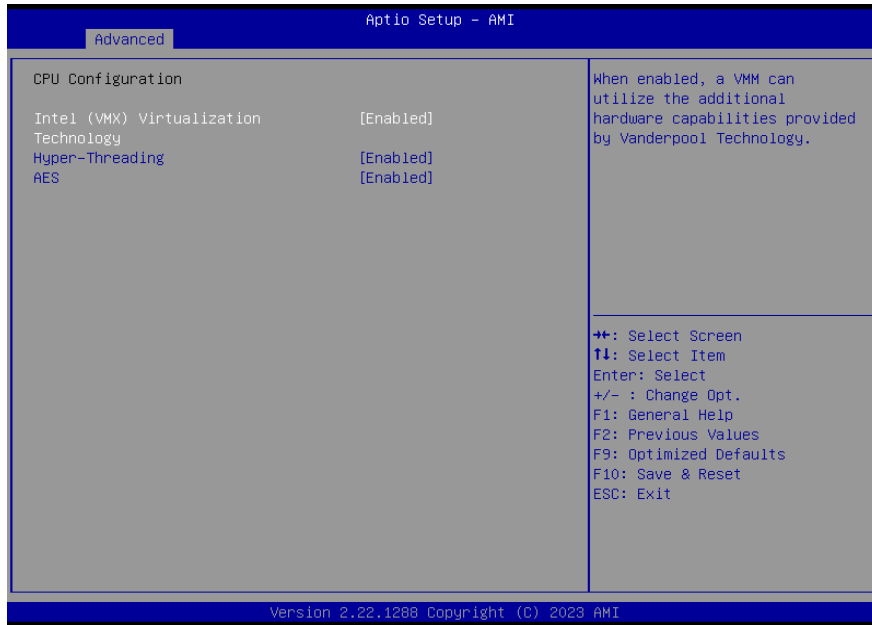 Aptio Setup – AMI
Advanced
CPU Configuration
Intel (VMX) Virtualization [Enabled]
Technology
Hyper-Threading [Enabled]
AES [Enabled]
When enabled, a VMM can
utilize the additional
hardware capabilities provided
by Vanderpool Technology.
→←: Select Screen
↑↓: Select Item
Enter: Select
+/- : Change Opt.
F1: General Help
F2: Previous Values
F9: Optimized Defaults
F10: Save & Reset
ESC: Exit
Version 2.22.1288 Copyright (C) 2023 AMI